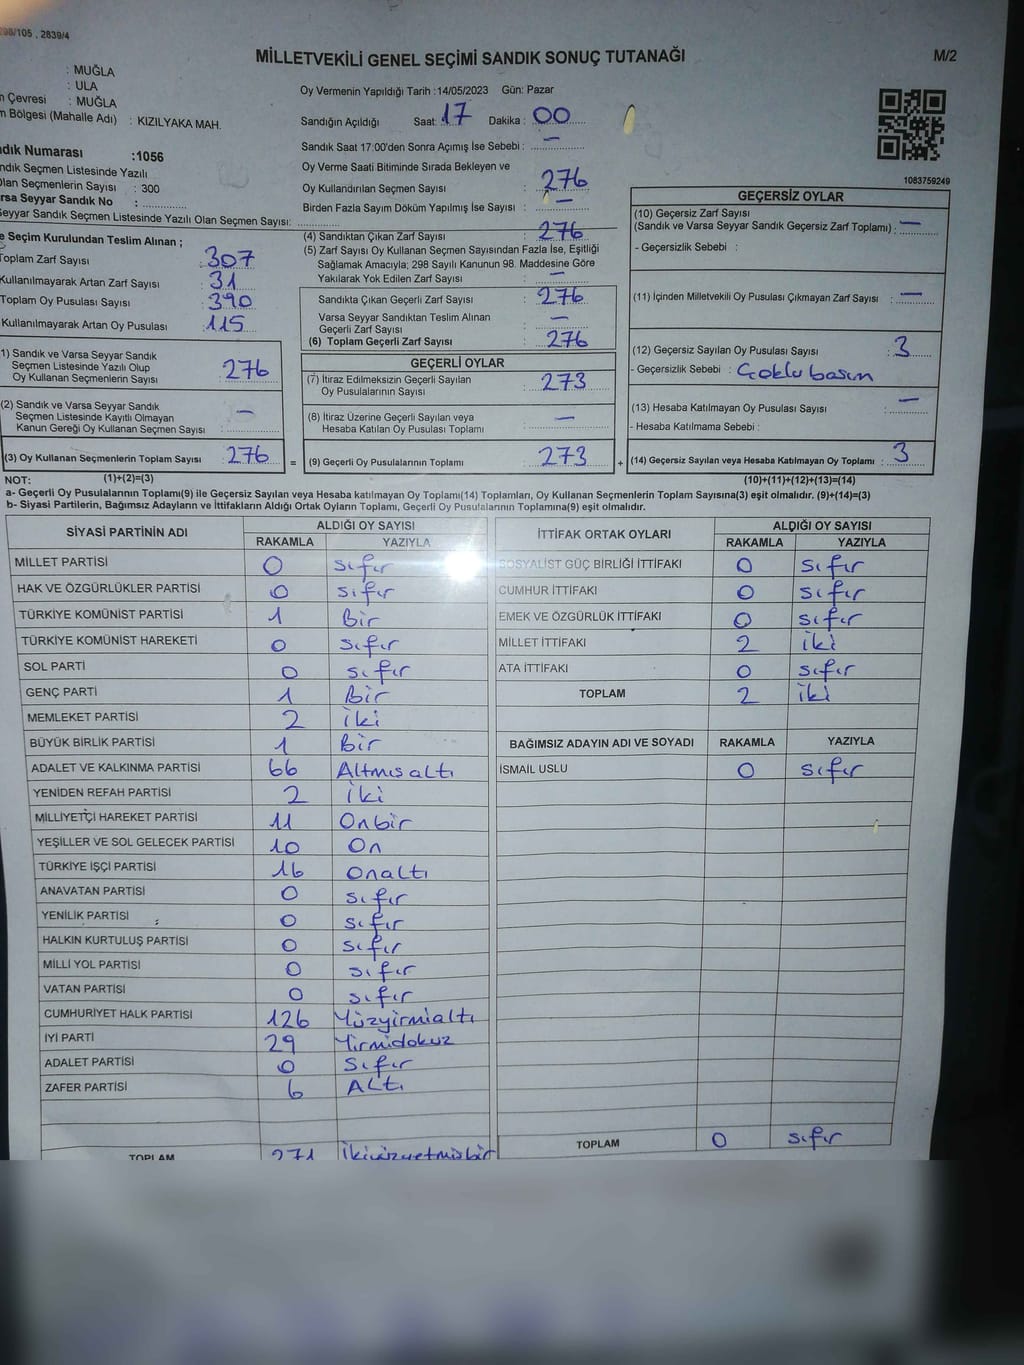 298/105 , 2839/4
MİLLETVEKİLİ GENEL SEÇİMİ SANDIK SONUÇ TUTANAĞI
M/2
: MUĞLA
: ULA
Çevresi : MUĞLA
Bölgesi (Mahalle Adı) : KIZILYAKA MAH.
Numarası :1056
Seçmen Listesinde Yazılı
Olan Seçmenlerin Sayısı : 300
Varsa Seyyar Sandık No :
Seyyar Sandık Seçmen Listesinde Yazılı Olan Seçmen Sayısı:
Oy Vermenin Yapıldığı Tarih :14/05/2023 Gün: Pazar
Sandığın Açıldığı Saat: 17 Dakika : 00
Sandık Saat 17:00'den Sonra Açımış İse Sebebi : —
Oy Verme Saati Bitiminde Sırada Bekleyen ve
Oy Kullandırılan Seçmen Sayısı : 276
Birden Fazla Sayım Döküm Yapılmış İse Sayısı : —
1083759249
Seçim Kurulundan Teslim Alınan ;
Toplam Zarf Sayısı 307
Kullanılmayarak Artan Zarf Sayısı : 31
Toplam Oy Pusulası Sayısı : 390
Kullanılmayarak Artan Oy Pusulası : 115
(1) Sandık ve Varsa Seyyar Sandık
Seçmen Listesinde Yazılı Olup
Oy Kullanan Seçmenlerin Sayısı : 276
(2) Sandık ve Varsa Seyyar Sandık
Seçmen Listesinde Kayıtlı Olmayan
Kanun Gereği Oy Kullanan Seçmen Sayısı : —
(3) Oy Kullanan Seçmenlerin Toplam Sayısı : 276 =
(4) Sandıktan Çıkan Zarf Sayısı : 276
(5) Zarf Sayısı Oy Kullanan Seçmen Sayısından Fazla İse, Eşitliği
Sağlamak Amacıyla; 298 Sayılı Kanunun 98. Maddesine Göre
Yakılarak Yok Edilen Zarf Sayısı : —
Sandıkta Çıkan Geçerli Zarf Sayısı : 276
Varsa Seyyar Sandıktan Teslim Alınan
Geçerli Zarf Sayısı : —
(6) Toplam Geçerli Zarf Sayısı : 276
GEÇERLİ OYLAR
(7) İtiraz Edilmeksizin Geçerli Sayılan
Oy Pusulalarının Sayısı : 273
(8) İtiraz Üzerine Geçerli Sayılan veya
Hesaba Katılan Oy Pusulası Toplamı : —
(9) Geçerli Oy Pusulalarının Toplamı : 273 +
GEÇERSİZ OYLAR
(10) Geçersiz Zarf Sayısı
(Sandık ve Varsa Seyyar Sandık Geçersiz Zarf Toplamı) : —
- Geçersizlik Sebebi :
(11) İçinden Milletvekili Oy Pusulası Çıkmayan Zarf Sayısı : —
(12) Geçersiz Sayılan Oy Pusulası Sayısı : 3
- Geçersizlik Sebebi : Çoklu basım
(13) Hesaba Katılmayan Oy Pusulası Sayısı : —
- Hesaba Katılmama Sebebi :
(14) Geçersiz Sayılan veya Hesaba Katılmayan Oy Toplamı : 3
NOT: (1)+(2)=(3) (10)+(11)+(12)+(13)=(14)
a- Geçerli Oy Pusulalarının Toplamı(9) ile Geçersiz Sayılan veya Hesaba katılmayan Oy Toplamı(14) Toplamları, Oy Kullanan Seçmenlerin Toplam Sayısına(3) eşit olmalıdır. (9)+(14)=(3)
b- Siyasi Partilerin, Bağımsız Adayların ve İttifakların Aldığı Ortak Oyların Toplamı, Geçerli Oy Pusulalarının Toplamına(9) eşit olmalıdır.
SİYASİ PARTİNİN ADI ALDIĞI OY SAYISI
RAKAMLA YAZIYLA
MİLLET PARTİSİ 0 sıfır
HAK VE ÖZGÜRLÜKLER PARTİSİ 0 sıfır
TÜRKİYE KOMÜNİST PARTİSİ 1 Bir
TÜRKİYE KOMÜNİST HAREKETİ 0 sıfır
SOL PARTİ 0 sıfır
GENÇ PARTİ 1 Bir
MEMLEKET PARTİSİ 2 iki
BÜYÜK BİRLİK PARTİSİ 1 Bir
ADALET VE KALKINMA PARTİSİ 66 Altmış altı
YENİDEN REFAH PARTİSİ 2 İki
MİLLİYETÇİ HAREKET PARTİSİ 11 Onbir
YEŞİLLER VE SOL GELECEK PARTİSİ 10 On
TÜRKİYE İŞÇİ PARTİSİ 16 Onaltı
ANAVATAN PARTİSİ 0 sıfır
YENİLİK PARTİSİ 0 sıfır
HALKIN KURTULUŞ PARTİSİ 0 sıfır
MİLLİ YOL PARTİSİ 0 sıfır
VATAN PARTİSİ 0 sıfır
CUMHURİYET HALK PARTİSİ 126 Yüzyirmialtı
İYİ PARTİ 29 Yirmidokuz
ADALET PARTİSİ 0 Sıfır
ZAFER PARTİSİ 6 Altı
TOPLAM 271 İkiyüzyetmişbir
İTTİFAK ORTAK OYLARI ALDIĞI OY SAYISI
RAKAMLA YAZIYLA
SOSYALİST GÜÇ BİRLİĞİ İTTİFAKI 0 sıfır
CUMHUR İTTİFAKI 0 sıfır
EMEK VE ÖZGÜRLÜK İTTİFAKI 0 sıfır
MİLLET İTTİFAKI 2 iki
ATA İTTİFAKI 0 sıfır
TOPLAM 2 iki
BAĞIMSIZ ADAYIN ADI VE SOYADI RAKAMLA YAZIYLA
İSMAİL USLU 0 sıfır
TOPLAM 0 sıfır